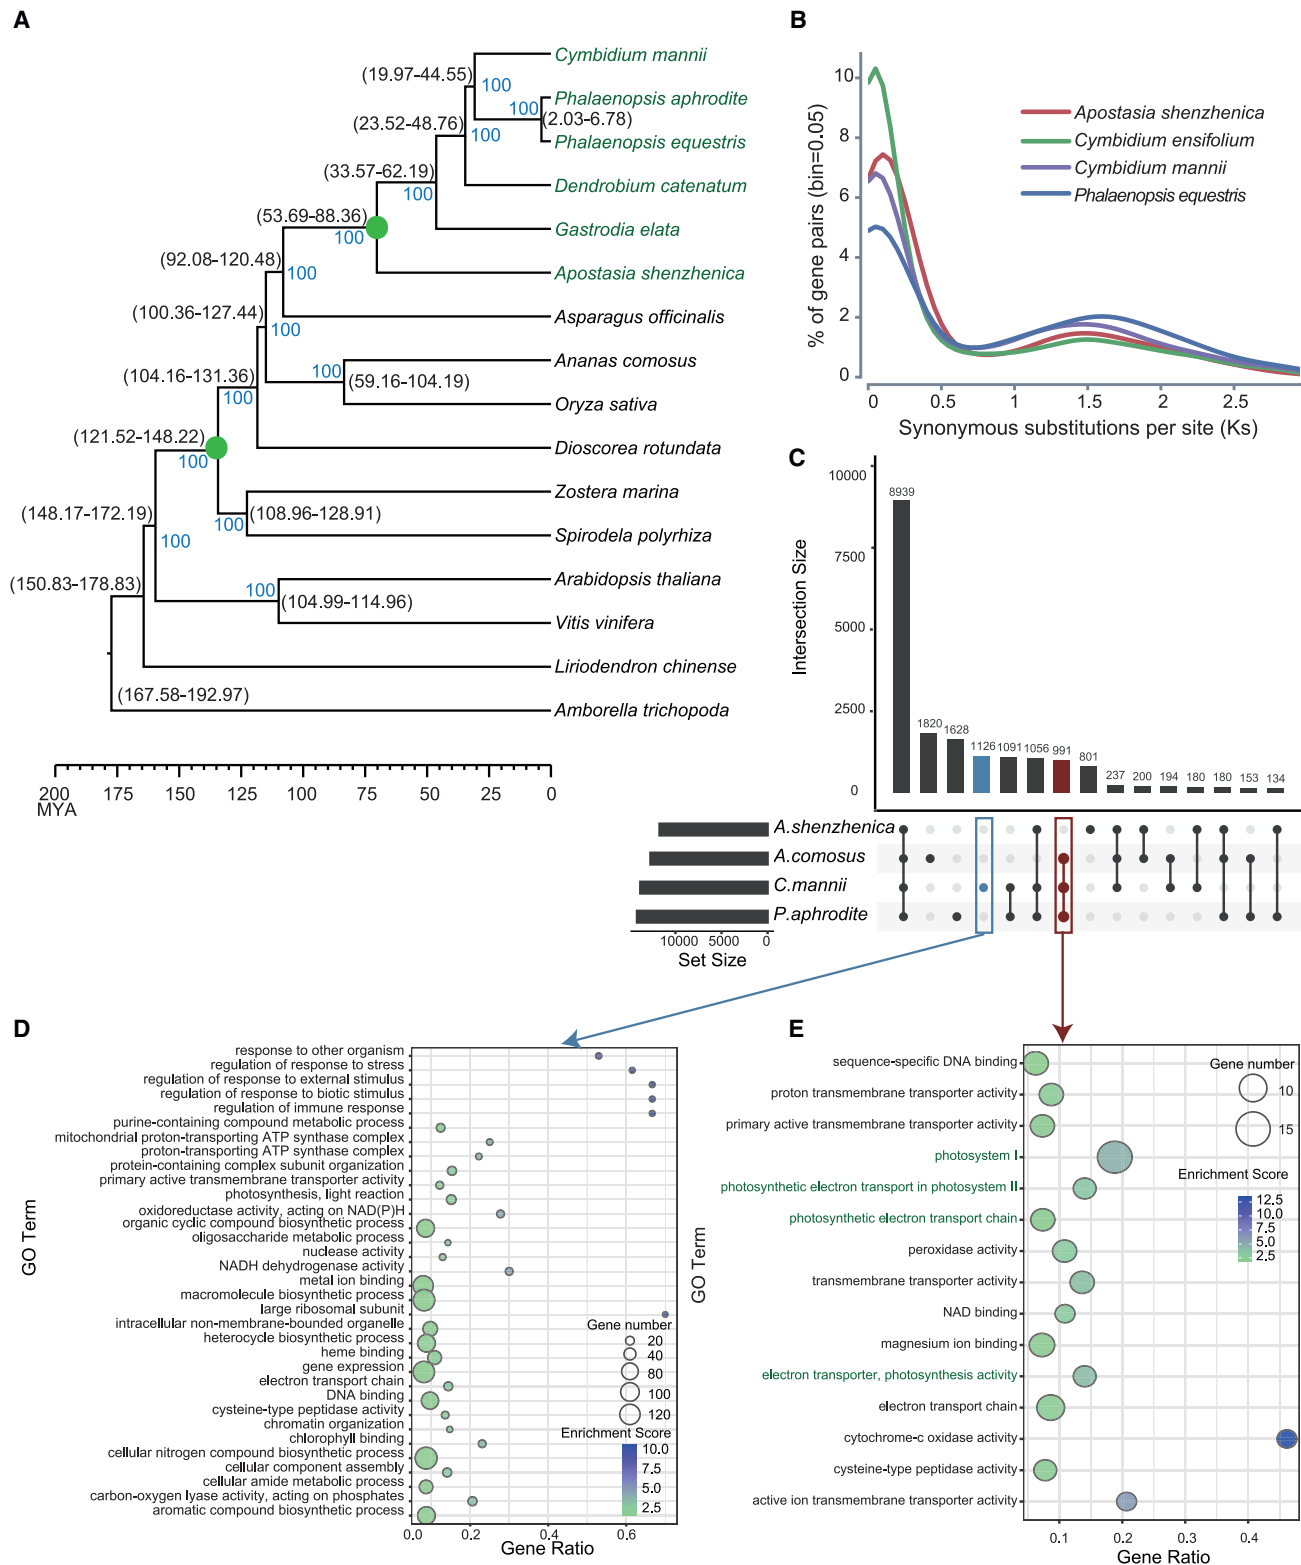 A
Cymbidium mannii
(19.97-44.55)
100
Phalaenopsis aphrodite
100
(2.03-6.78)
(23.52-48.76)
100
Phalaenopsis equestris
(33.57-62.19)
Dendrobium catenatum
100
(53.69-88.36)
Gastrodia elata
100
(92.08-120.48)
100
Apostasia shenzhenica
(100.36-127.44)
Asparagus officinalis
100
Ananas comosus
(104.16-131.36)
100
(59.16-104.19)
100
Oryza sativa
(121.52-148.22)
Dioscorea rotundata
100
Zostera marina
(148.17-172.19)
(108.96-128.91)
100
Spirodela polyrhiza
100
(150.83-178.83)
Arabidopsis thaliana
100
(104.99-114.96)
Vitis vinifera
Liriodendron chinense
(167.58-192.97)
Amborella trichopoda
200 175 150 125 100 75 50 25 0
MYA
B
% of gene pairs (bin=0.05)
10
8
6
4
2
0
Apostasia shenzhenica
Cymbidium ensifolium
Cymbidium mannii
Phalaenopsis equestris
0 0.5 1 1.5 2 2.5
Synonymous substitutions per site (Ks)
C
Intersection Size
10000
7500
5000
2500
0
8939 1820 1628 1126 1091 1056 991 801 237 200 194 180 180 153 134
A.shenzhenica
A.comosus
C.mannii
P.aphrodite
10000 5000 0
Set Size
D
GO Term
response to other organism
regulation of response to stress
regulation of response to external stimulus
regulation of response to biotic stimulus
regulation of immune response
purine-containing compound metabolic process
mitochondrial proton-transporting ATP synthase complex
proton-transporting ATP synthase complex
protein-containing complex subunit organization
primary active transmembrane transporter activity
photosynthesis, light reaction
oxidoreductase activity, acting on NAD(P)H
organic cyclic compound biosynthetic process
oligosaccharide metabolic process
nuclease activity
NADH dehydrogenase activity
metal ion binding
macromolecule biosynthetic process
large ribosomal subunit
intracellular non-membrane-bounded organelle
heterocycle biosynthetic process
heme binding
gene expression
electron transport chain
DNA binding
cysteine-type peptidase activity
chromatin organization
chlorophyll binding
cellular nitrogen compound biosynthetic process
cellular component assembly
cellular amide metabolic process
carbon-oxygen lyase activity, acting on phosphates
aromatic compound biosynthetic process
Gene number
20
40
80
100
120
Enrichment Score
10.0
7.5
5.0
2.5
0.0 0.2 0.4 0.6
Gene Ratio
E
GO Term
sequence-specific DNA binding
proton transmembrane transporter activity
primary active transmembrane transporter activity
photosystem I
photosynthetic electron transport in photosystem II
photosynthetic electron transport chain
peroxidase activity
transmembrane transporter activity
NAD binding
magnesium ion binding
electron transporter, photosynthesis activity
electron transport chain
cytochrome-c oxidase activity
cysteine-type peptidase activity
active ion transmembrane transporter activity
Gene number
10
15
Enrichment Score
12.5
10.0
7.5
5.0
2.5
0.1 0.2 0.3 0.4
Gene Ratio